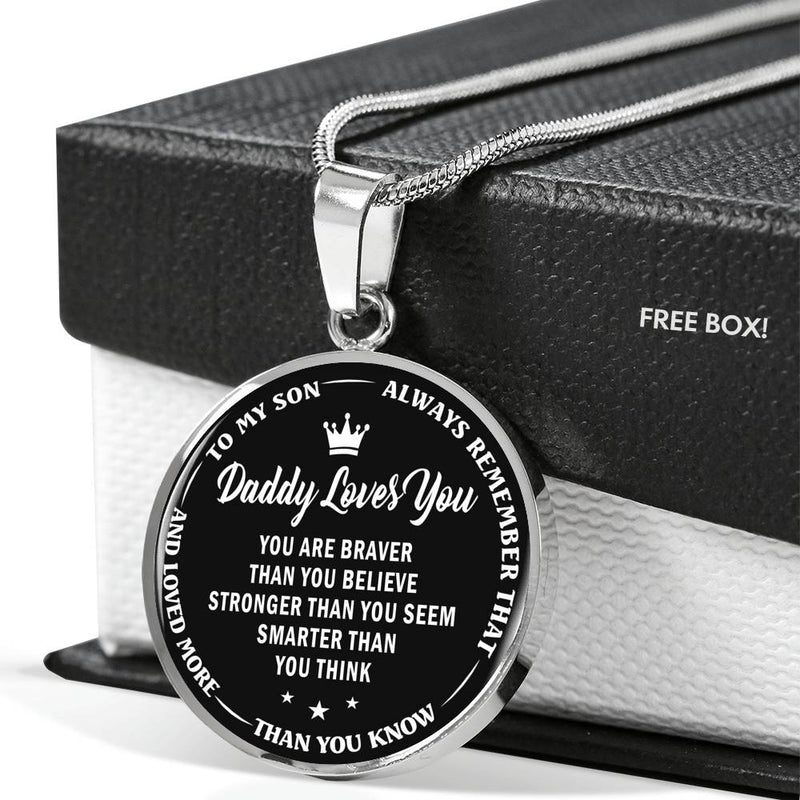 TO MY SON
ALWAYS REMEMBER THAT
Daddy Loves You
YOU ARE BRAVER
THAN YOU BELIEVE
STRONGER THAN YOU SEEM
SMARTER THAN
YOU THINK
AND LOVED MORE
THAN YOU KNOW
FREE BOX!